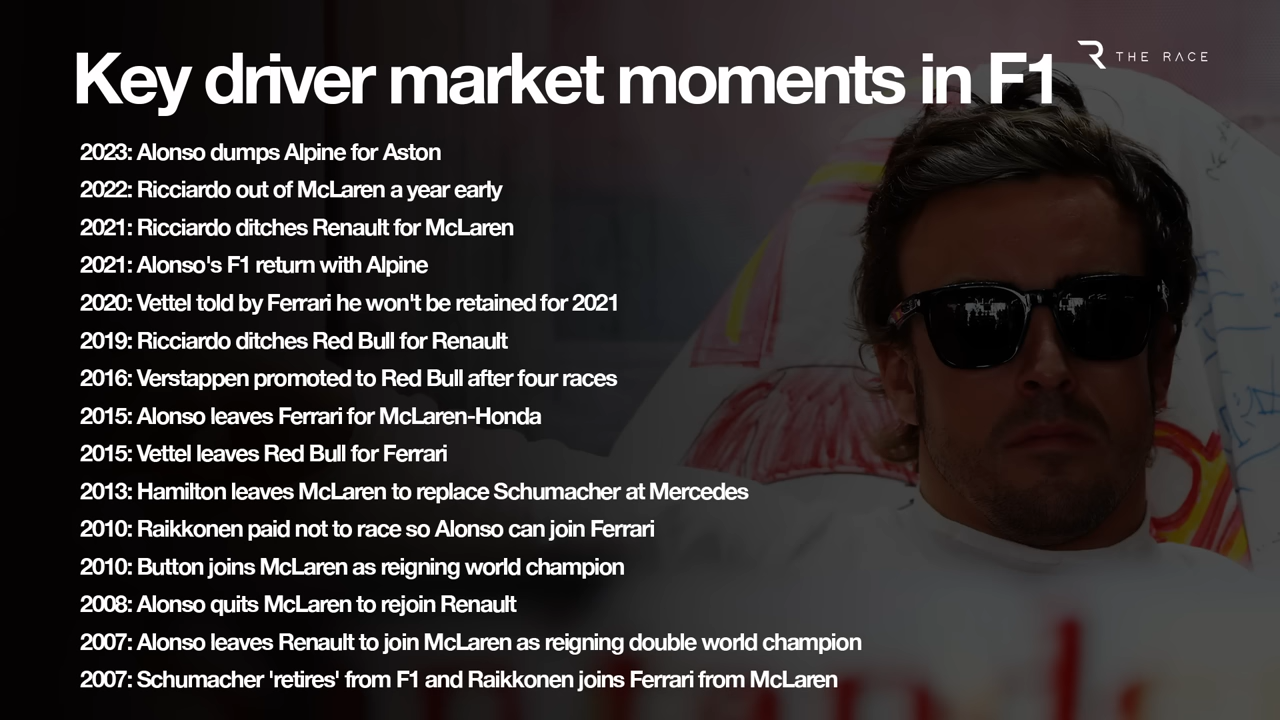 Key driver market moments in F1
THE RACE
2023: Alonso dumps Alpine for Aston
2022: Ricciardo out of McLaren a year early
2021: Ricciardo ditches Renault for McLaren
2021: Alonso's F1 return with Alpine
2020: Vettel told by Ferrari he won't be retained for 2021
2019: Ricciardo ditches Red Bull for Renault
2016: Verstappen promoted to Red Bull after four races
2015: Alonso leaves Ferrari for McLaren-Honda
2015: Vettel leaves Red Bull for Ferrari
2013: Hamilton leaves McLaren to replace Schumacher at Mercedes
2010: Raikkonen paid not to race so Alonso can join Ferrari
2010: Button joins McLaren as reigning world champion
2008: Alonso quits McLaren to rejoin Renault
2007: Alonso leaves Renault to join McLaren as reigning double world champion
2007: Schumacher 'retires' from F1 and Raikkonen joins Ferrari from McLaren